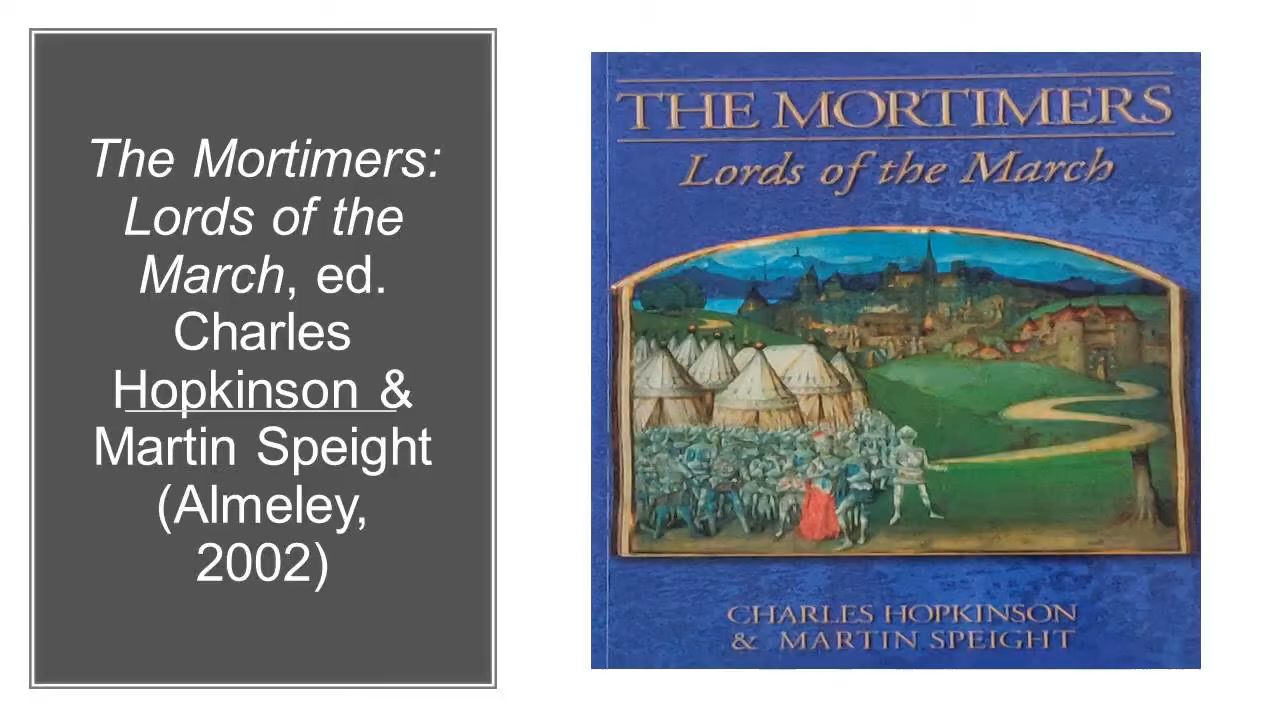 The Mortimers:
Lords of the
March, ed.
Charles
Hopkinson &
Martin Speight
(Almeley,
2002)
THE MORTIMERS
Lords of the March
CHARLES HOPKINSON
& MARTIN SPEIGHT